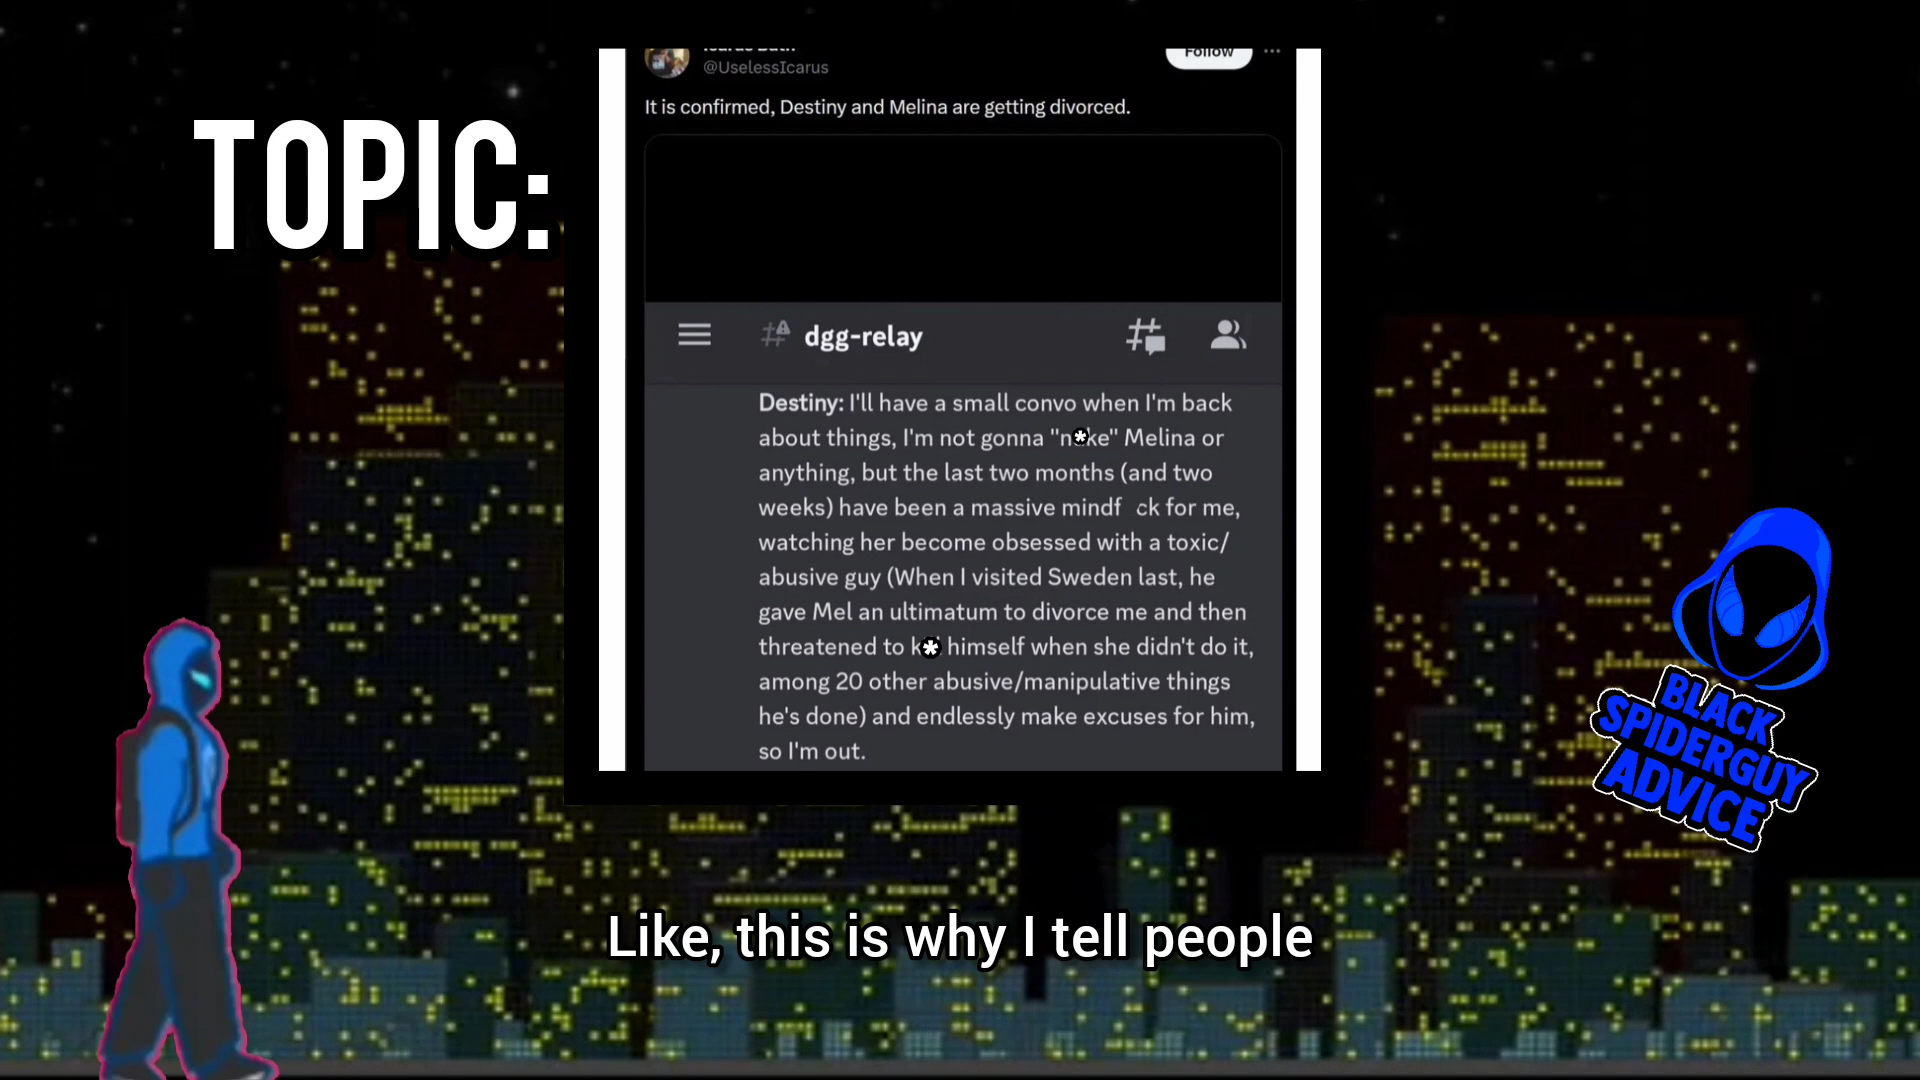 TOPIC:
@UselessIcarus
Follow
It is confirmed, Destiny and Melina are getting divorced.
dgg-relay
Destiny: I'll have a small convo when I'm back
about things, I'm not gonna "n*ke" Melina or
anything, but the last two months (and two
weeks) have been a massive mindf ck for me,
watching her become obsessed with a toxic/
abusive guy (When I visited Sweden last, he
gave Mel an ultimatum to divorce me and then
threatened to k* himself when she didn't do it,
among 20 other abusive/manipulative things
he's done) and endlessly make excuses for him,
so I'm out.
BLACK
SPIDERGUY
ADVICE
Like, this is why I tell people